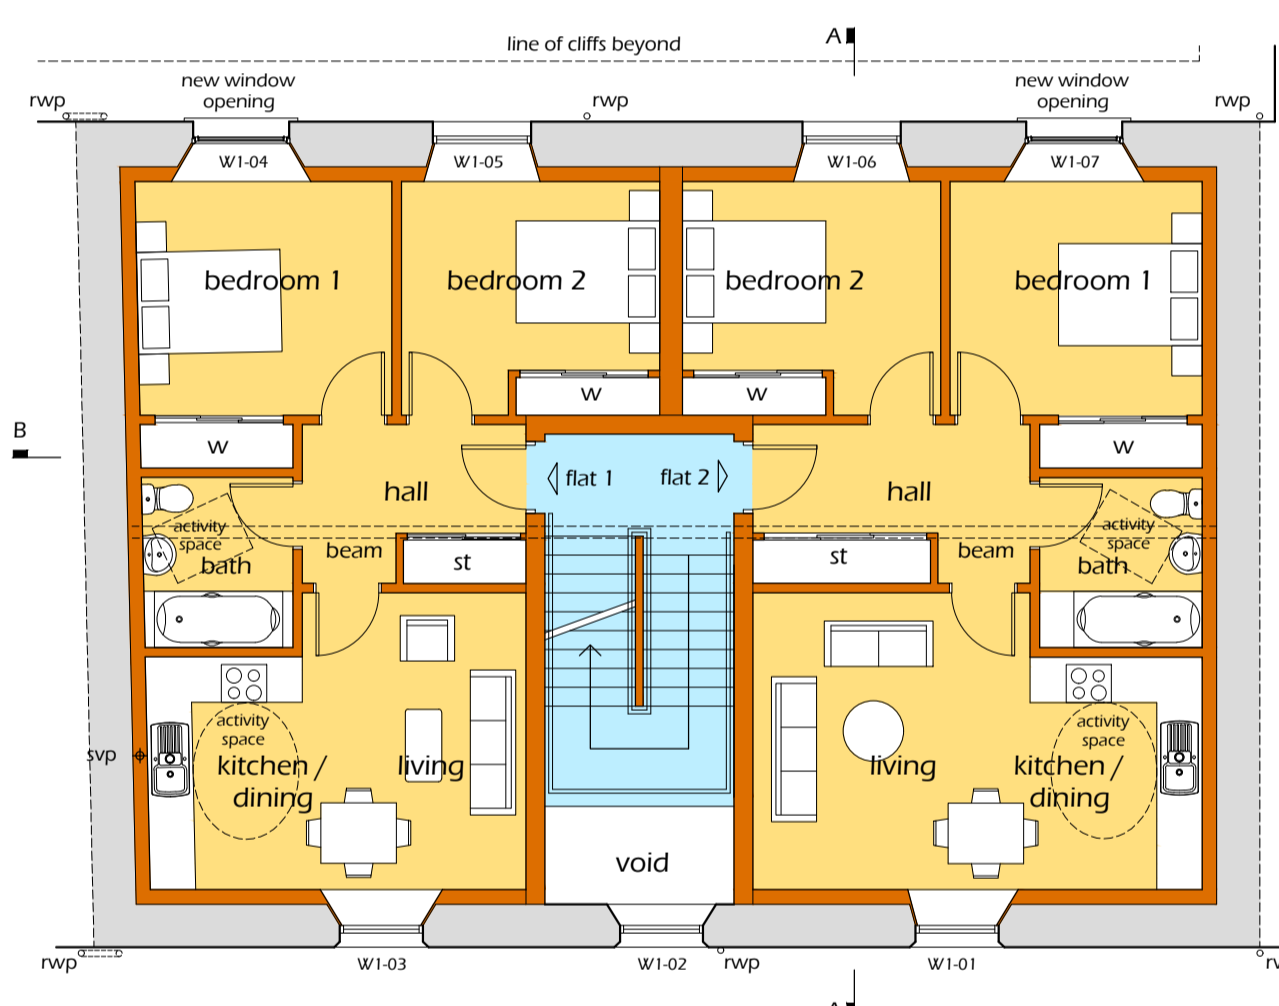 A
line of cliffs beyond
new window
opening
new window
opening
rwp
rwp
rwp
W1-04
W1-05
W1-06
W1-07
bedroom 1
bedroom 2
bedroom 2
bedroom 1
w
w
B
w
w
flat 1
flat 2
hall
hall
activity
space
bath
beam
st
st
beam
activity
space
bath
activity
space
activity
space
svp
kitchen /
dining
living
living
kitchen /
dining
void
rwp
W1-03
W1-02
rwp
W1-01